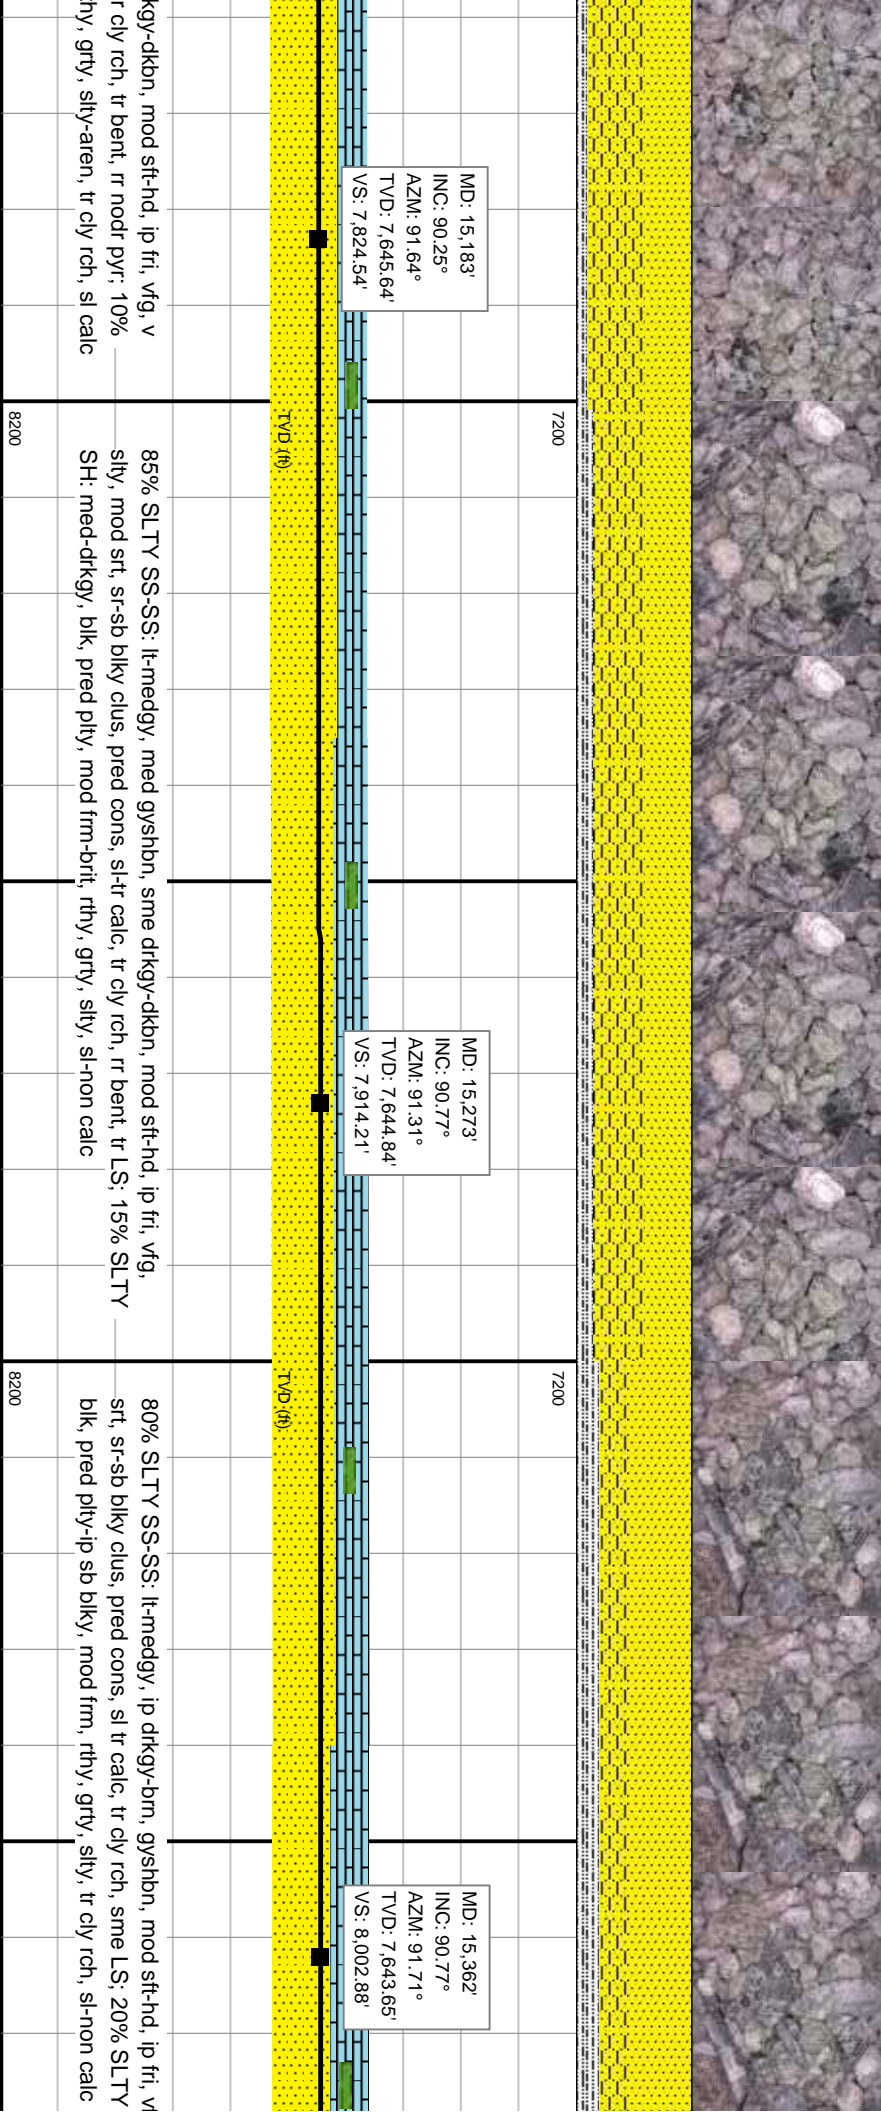 kgy-dkbn, mod sft-hd, ip fri, vfg, v
r cly rch, tr bent, rr nodr pyr; 10%
hy, grty, slty-aren, tr cly rch, sl calc
MD: 15,183'
INC: 90.25°
AZM: 91.64°
TVD: 7,645.64'
VS: 7,824.54'
7200
TVD (ft)
8200
85% SLTY SS-SS: lt-medgy, med gyshbn, sme drkgy-dkbn, mod sft-hd, ip fri, vfg,
slty, mod srt, sr-sb blky clus, pred cons, sl-tr calc, tr cly rch, rr bent, tr LS; 15% SLTY
SH: med-drkgy, blk, pred plty, mod frm-brit, rthy, grty, slty, sl-non calc
MD: 15,273'
INC: 90.77°
AZM: 91.31°
TVD: 7,644.84'
VS: 7,914.21'
7200
TVD (ft)
8200
80% SLTY SS-SS: lt-medgy, ip drkgy-brn, gyshbn, mod sft-hd, ip fri, vf
srt, sr-sb blky clus, pred cons, sl tr calc, tr cly rch, sme LS; 20% SLTY
blk, pred plty-ip sb blky, mod frm, rthy, grty, slty, tr cly rch, sl-non calc
MD: 15,362'
INC: 90.77°
AZM: 91.71°
TVD: 7,643.65'
VS: 8,002.88'